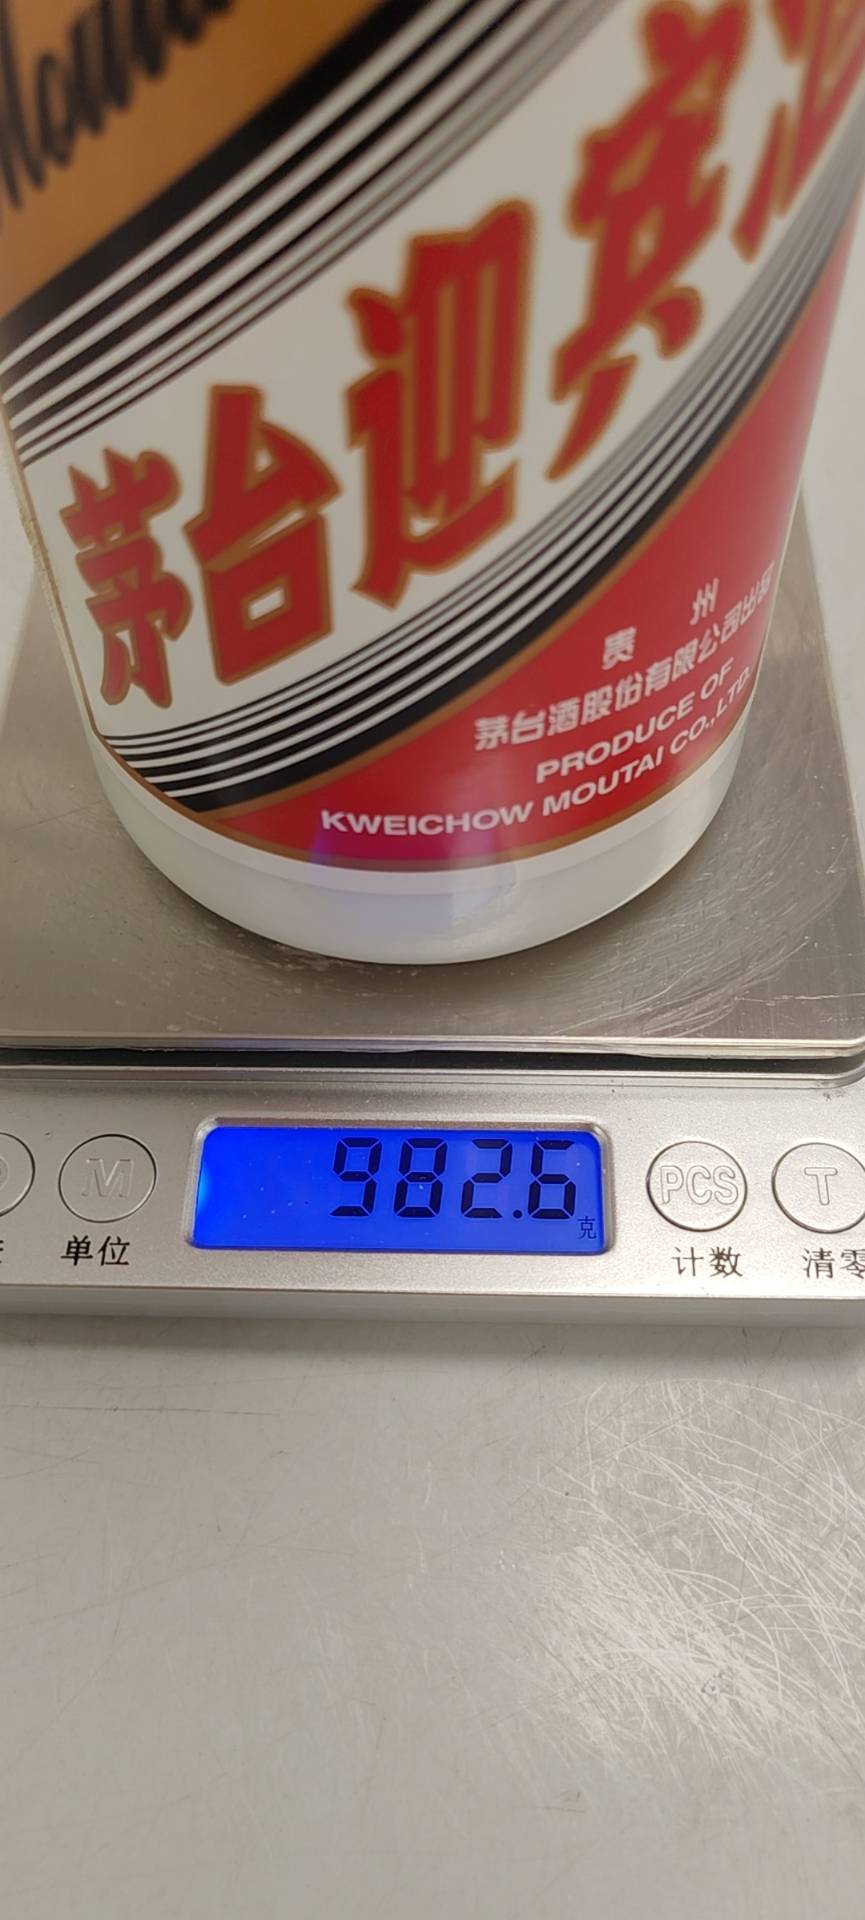 茅台迎宾酒
贵 州
茅台酒股份有限公司出品
PRODUCE OF
KWEICHOW MOUTAI CO.,LTD.
982.6
克
M
PCS
T
单位
计数
清零